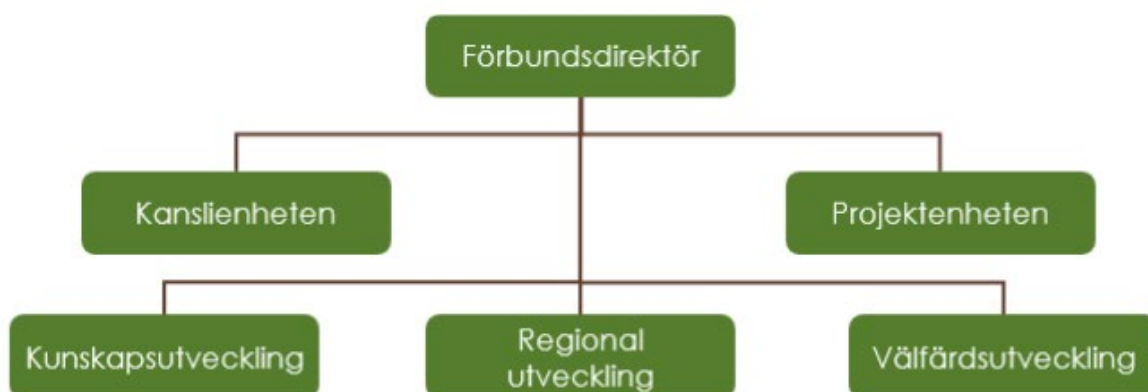 Förbundsdirektör
Kanslienheten
Projektenheten
Kunskapsutveckling
Regional
utveckling
Välfärdsutveckling